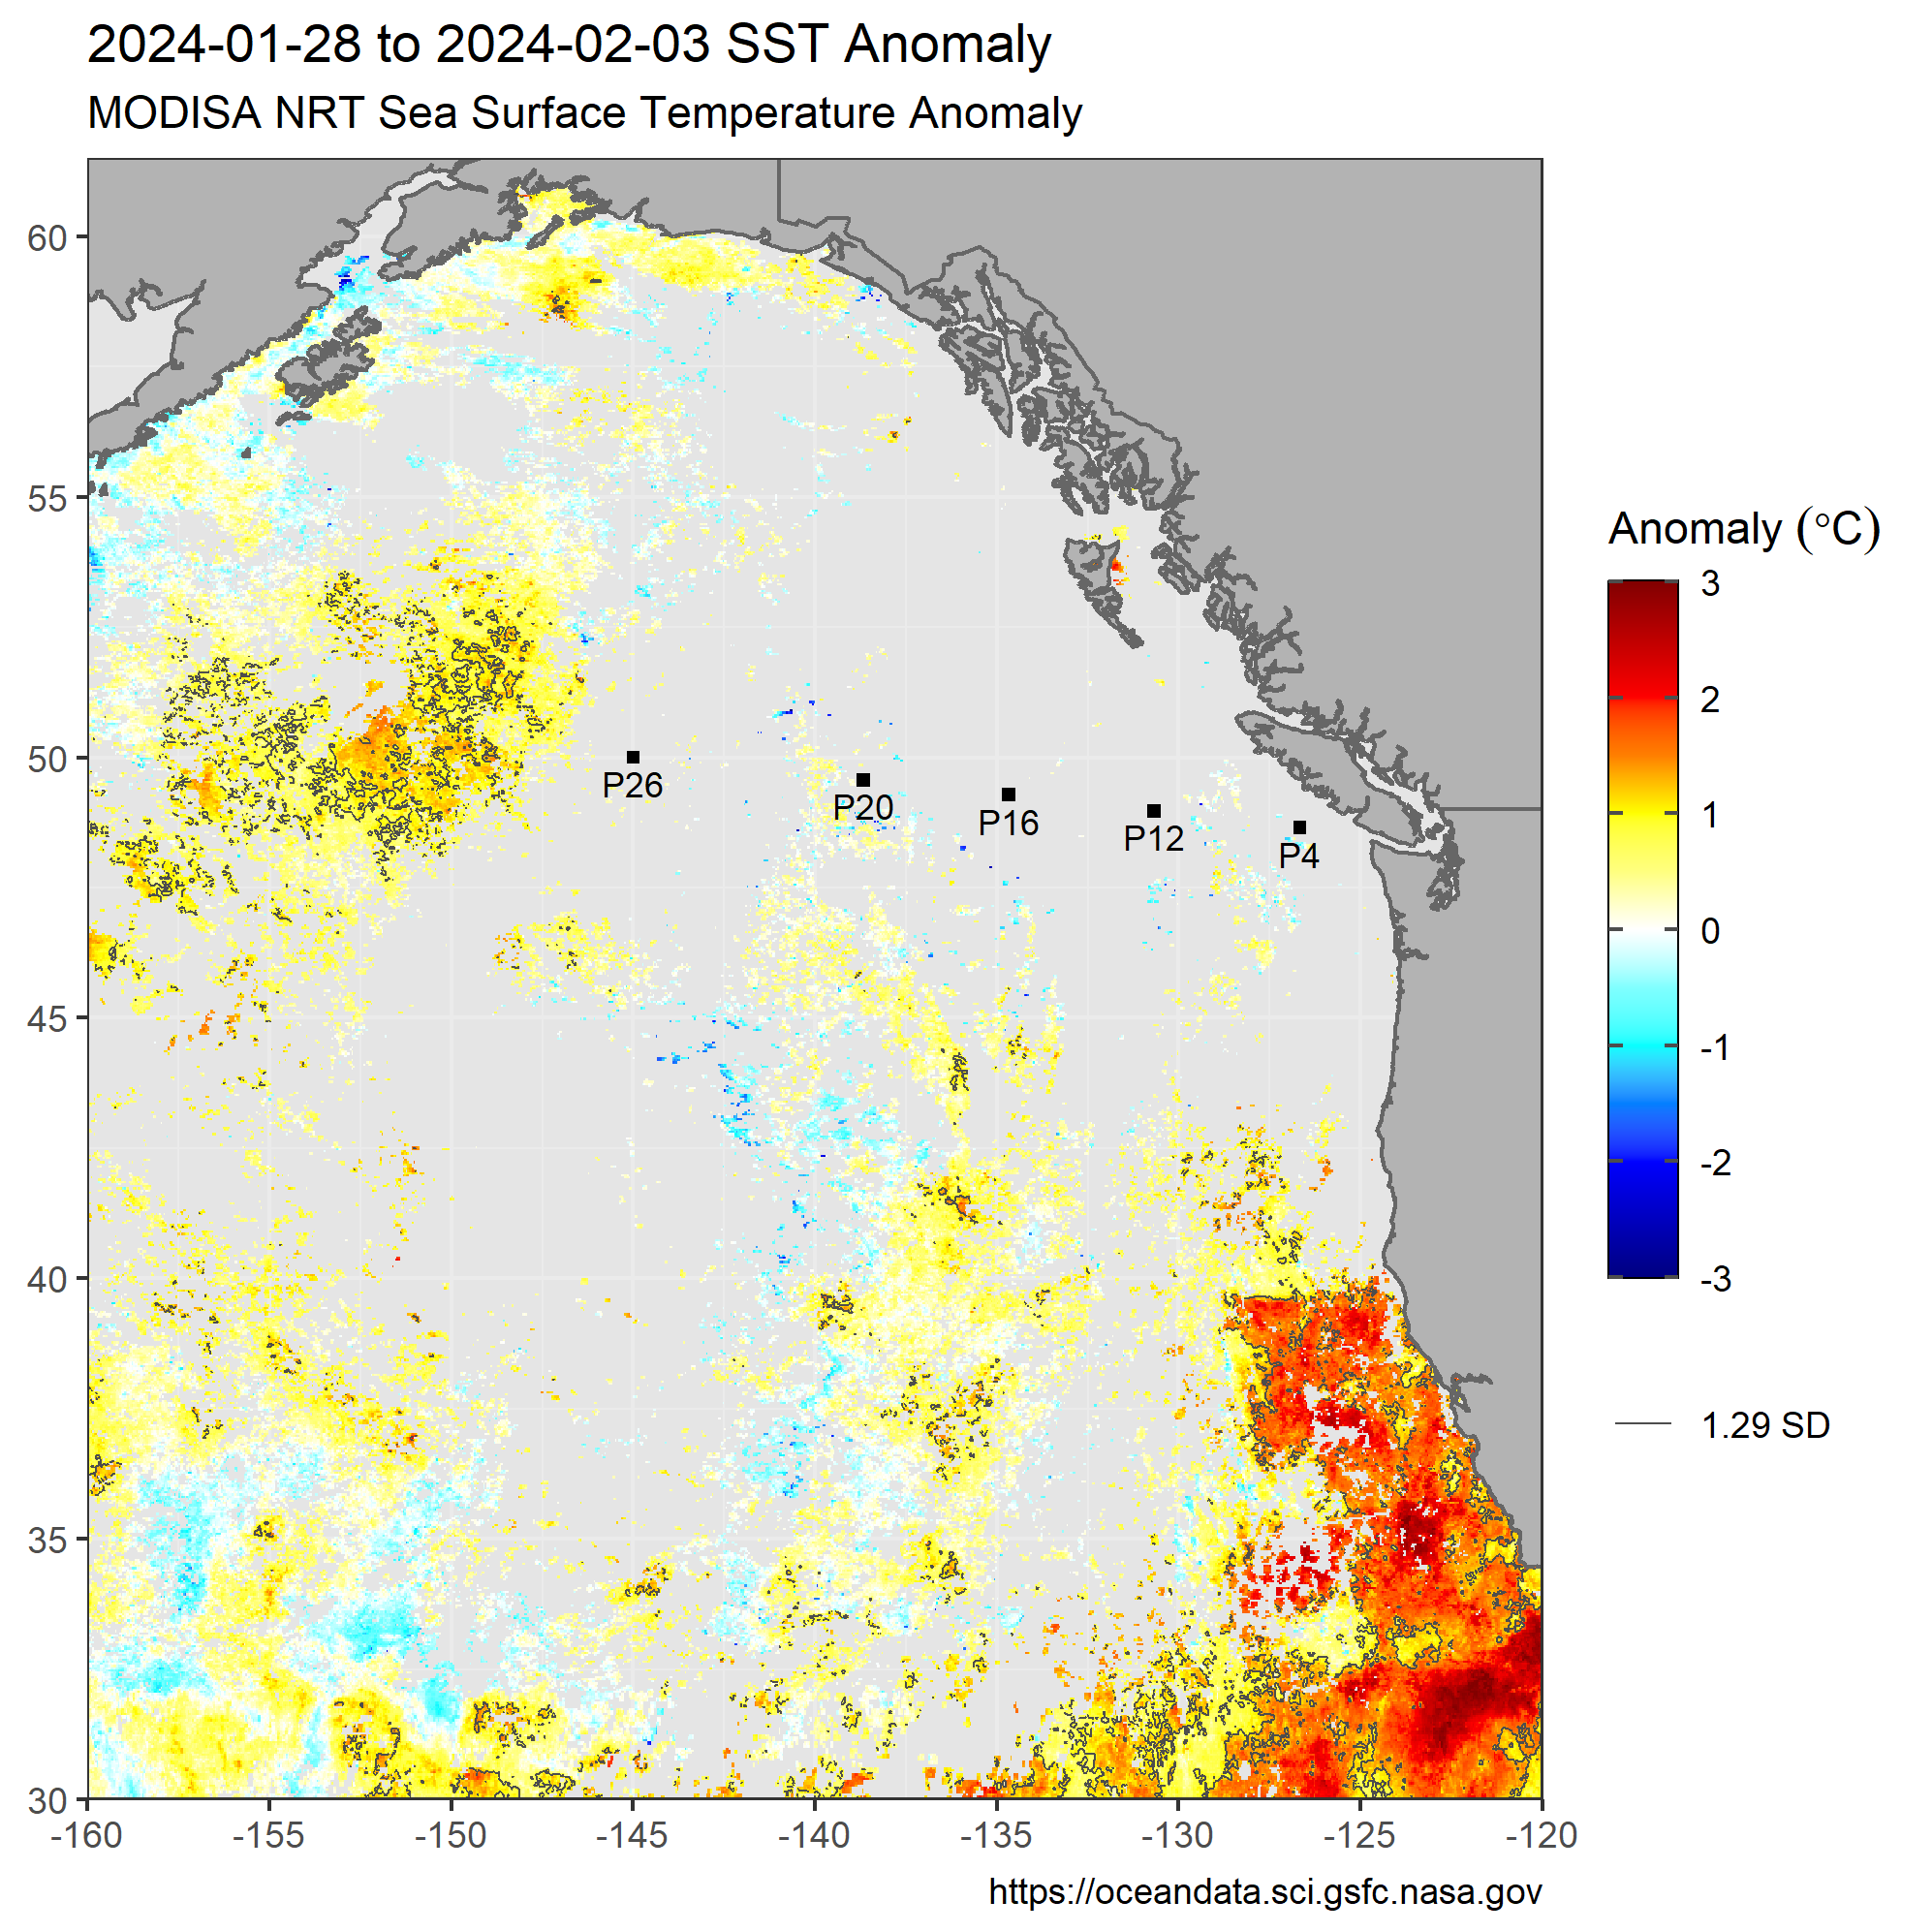 2024-01-28 to 2024-02-03 SST Anomaly
MODISA NRT Sea Surface Temperature Anomaly
60
55
50
45
40
35
30
-160
-155
-150
-145
-140
-135
-130
-125
-120
P26
P20
P16
P12
P4
Anomaly (°C)
3
2
1
0
-1
-2
-3
1.29 SD
https://oceandata.sci.gsfc.nasa.gov